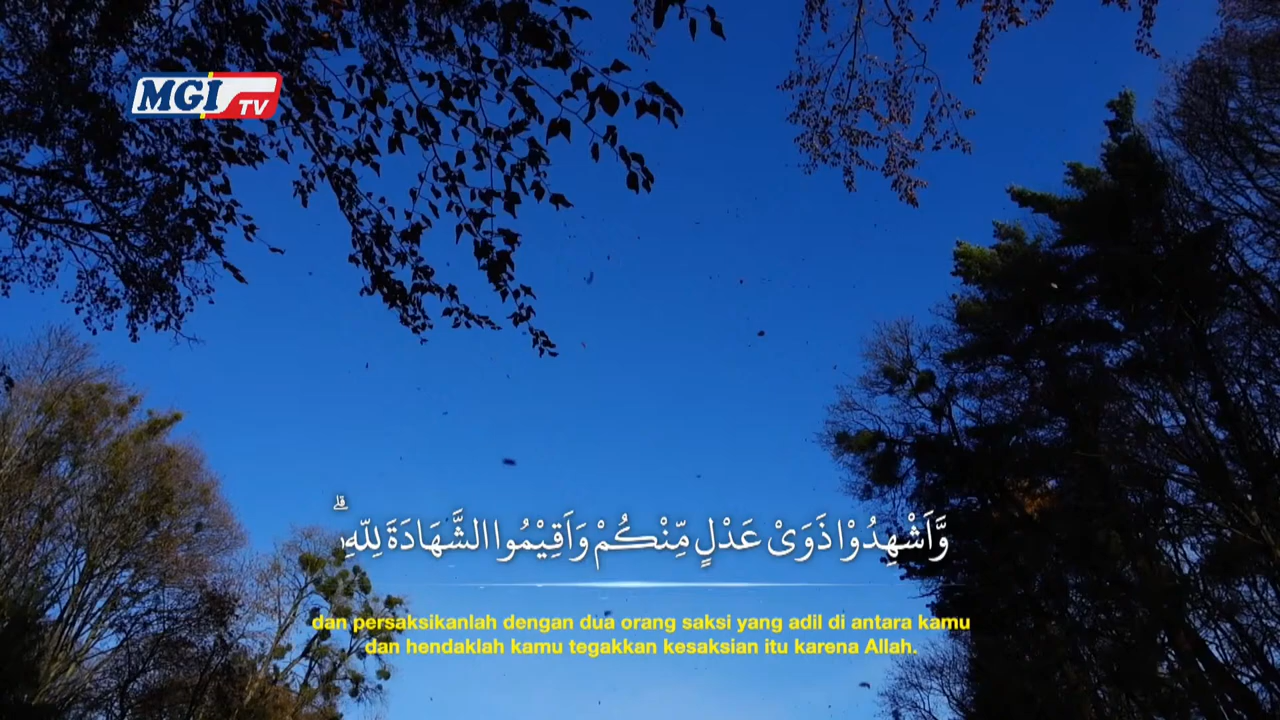 MGI TV
وَّاَشْهِدُوْا ذَوَيْ عَدْلٍ مِّنْكُمْ وَاَقِيْمُوا الشَّهَادَةَ لِلّٰهِ ۗ
dan persaksikanlah dengan dua orang saksi yang adil di antara kamu
dan hendaklah kamu tegakkan kesaksian itu karena Allah.